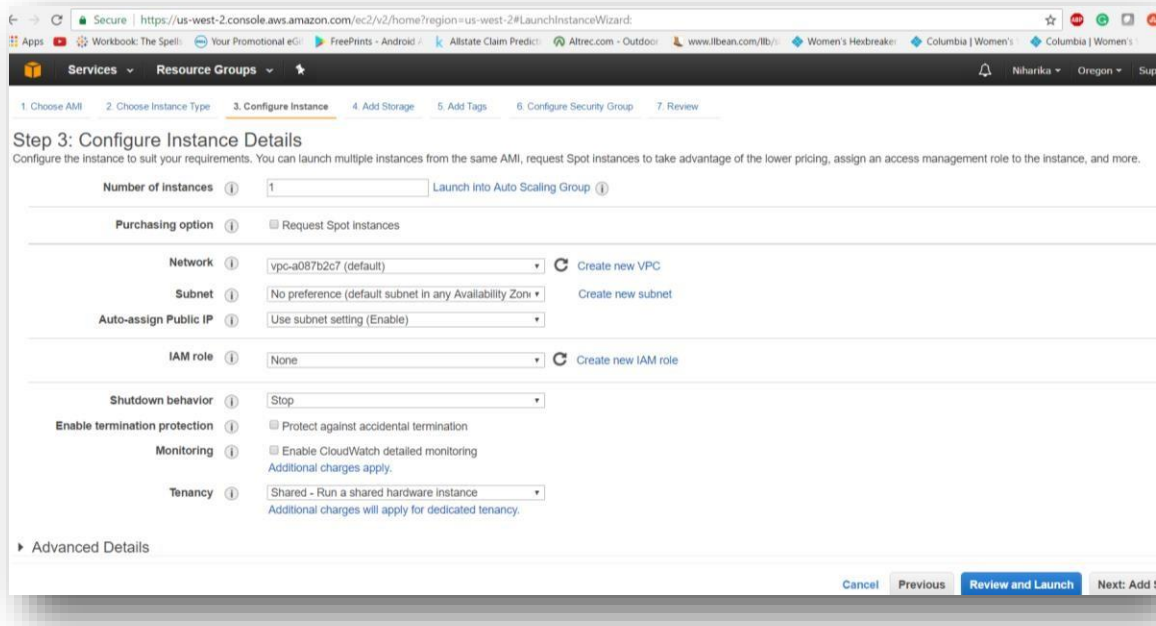 Secure | https://us-west-2.console.aws.amazon.com/ec2/v2/home?region=us-west-2#LaunchInstanceWizard:
Apps Workbook: The Spell Your Promotional eGi FreePrints - Android A Allstate Claim Predict Altrec.com - Outdoor www.llbean.com/llb/s Women's Hexbreaker Columbia | Women's Columbia | Women's
Services Resource Groups Niharika Oregon Sup
1. Choose AMI 2. Choose Instance Type 3. Configure Instance 4. Add Storage 5. Add Tags 6. Configure Security Group 7. Review
Step 3: Configure Instance Details
Configure the instance to suit your requirements. You can launch multiple instances from the same AMI, request Spot instances to take advantage of the lower pricing, assign an access management role to the instance, and more.
Number of instances 1 Launch into Auto Scaling Group
Purchasing option Request Spot instances
Network vpc-a087b2c7 (default) Create new VPC
Subnet No preference (default subnet in any Availability Zon Create new subnet
Auto-assign Public IP Use subnet setting (Enable)
IAM role None Create new IAM role
Shutdown behavior Stop
Enable termination protection Protect against accidental termination
Monitoring Enable CloudWatch detailed monitoring
Additional charges apply.
Tenancy Shared - Run a shared hardware instance
Additional charges will apply for dedicated tenancy.
Advanced Details
Cancel Previous Review and Launch Next: Add S